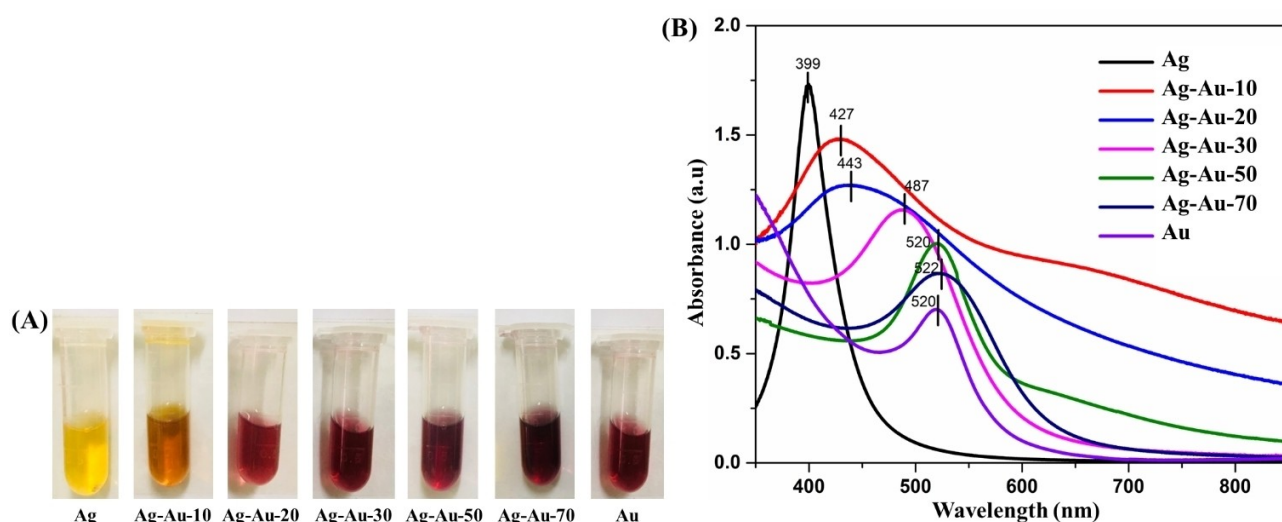 (A)
Ag Ag-Au-10 Ag-Au-20 Ag-Au-30 Ag-Au-50 Ag-Au-70 Au
(B)
Absorbance (a.u)
2.0
1.5
1.0
0.5
0.0
399
427
443
487
520
522
520
Ag
Ag-Au-10
Ag-Au-20
Ag-Au-30
Ag-Au-50
Ag-Au-70
Au
400 500 600 700 800
Wavelength (nm)